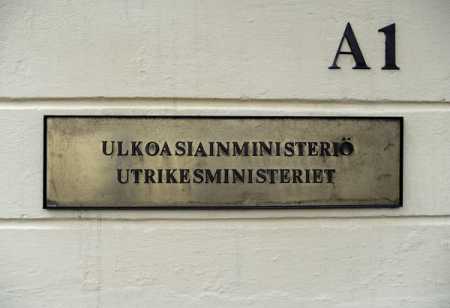 A1
ULKOASIAINMINISTERIÖ
UTRIKESMINISTERIET